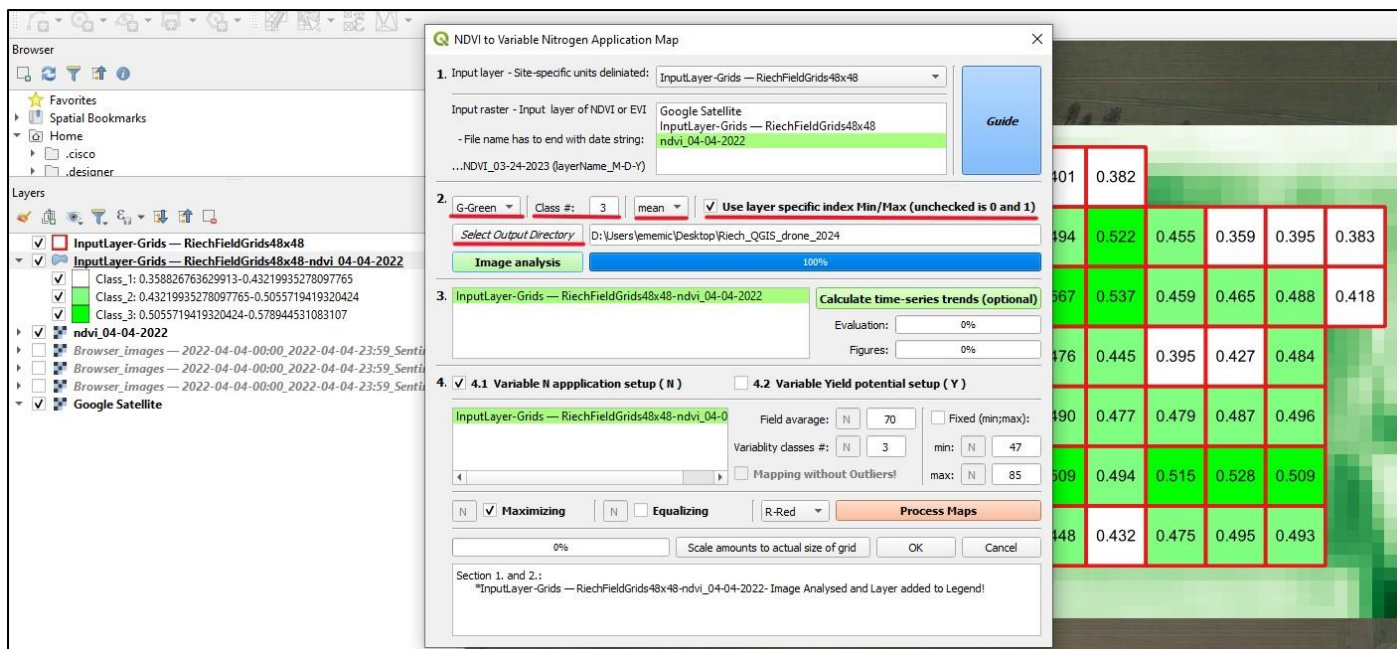 Browser
Favorites
Spatial Bookmarks
Home
.cisco
.designer
Layers
InputLayer-Grids — RiechFieldGrids48x48
InputLayer-Grids — RiechFieldGrids48x48-ndvi_04-04-2022
Class_1: 0.358826763629913-0.43219935278097765
Class_2: 0.43219935278097765-0.5055719419320424
Class_3: 0.5055719419320424-0.578944531083107
ndvi_04-04-2022
Browser_images — 2022-04-04-00:00_2022-04-04-23:59_Senti
Browser_images — 2022-04-04-00:00_2022-04-04-23:59_Senti
Browser_images — 2022-04-04-00:00_2022-04-04-23:59_Senti
Google Satellite
NDVI to Variable Nitrogen Application Map
1. Input layer - Site-specific units deliniated: InputLayer-Grids — RiechFieldGrids48x48
Input raster - Input layer of NDVI or EVI
- File name has to end with date string:
...NDVI_03-24-2023 (layerName_M-D-Y)
Google Satellite
InputLayer-Grids — RiechFieldGrids48x48
ndvi_04-04-2022
Guide
2. G-Green Class #: 3 mean Use layer specific index Min/Max (unchecked is 0 and 1)
Select Output Directory D:\Users\ememic\Desktop\Riech_QGIS_drone_2024
Image analysis 100%
3. InputLayer-Grids — RiechFieldGrids48x48-ndvi_04-04-2022 Calculate time-series trends (optional)
Evaluation: 0%
Figures: 0%
4. 4.1 Variable N appplication setup ( N ) 4.2 Variable Yield potential setup ( Y )
InputLayer-Grids — RiechFieldGrids48x48-ndvi_04-0
Field avarage: N 70 Fixed (min;max):
Variablity classes #: N 3 min: N 47
Mapping without Outliers! max: N 85
N Maximizing N Equalizing R-Red Process Maps
0% Scale amounts to actual size of grid OK Cancel
Section 1. and 2.:
*InputLayer-Grids — RiechFieldGrids48x48-ndvi_04-04-2022- Image Analysed and Layer added to Legend!
401 0.382
494 0.522 0.455 0.359 0.395 0.383
567 0.537 0.459 0.465 0.488 0.418
476 0.445 0.395 0.427 0.484
490 0.477 0.479 0.487 0.496
509 0.494 0.515 0.528 0.509
448 0.432 0.475 0.495 0.493